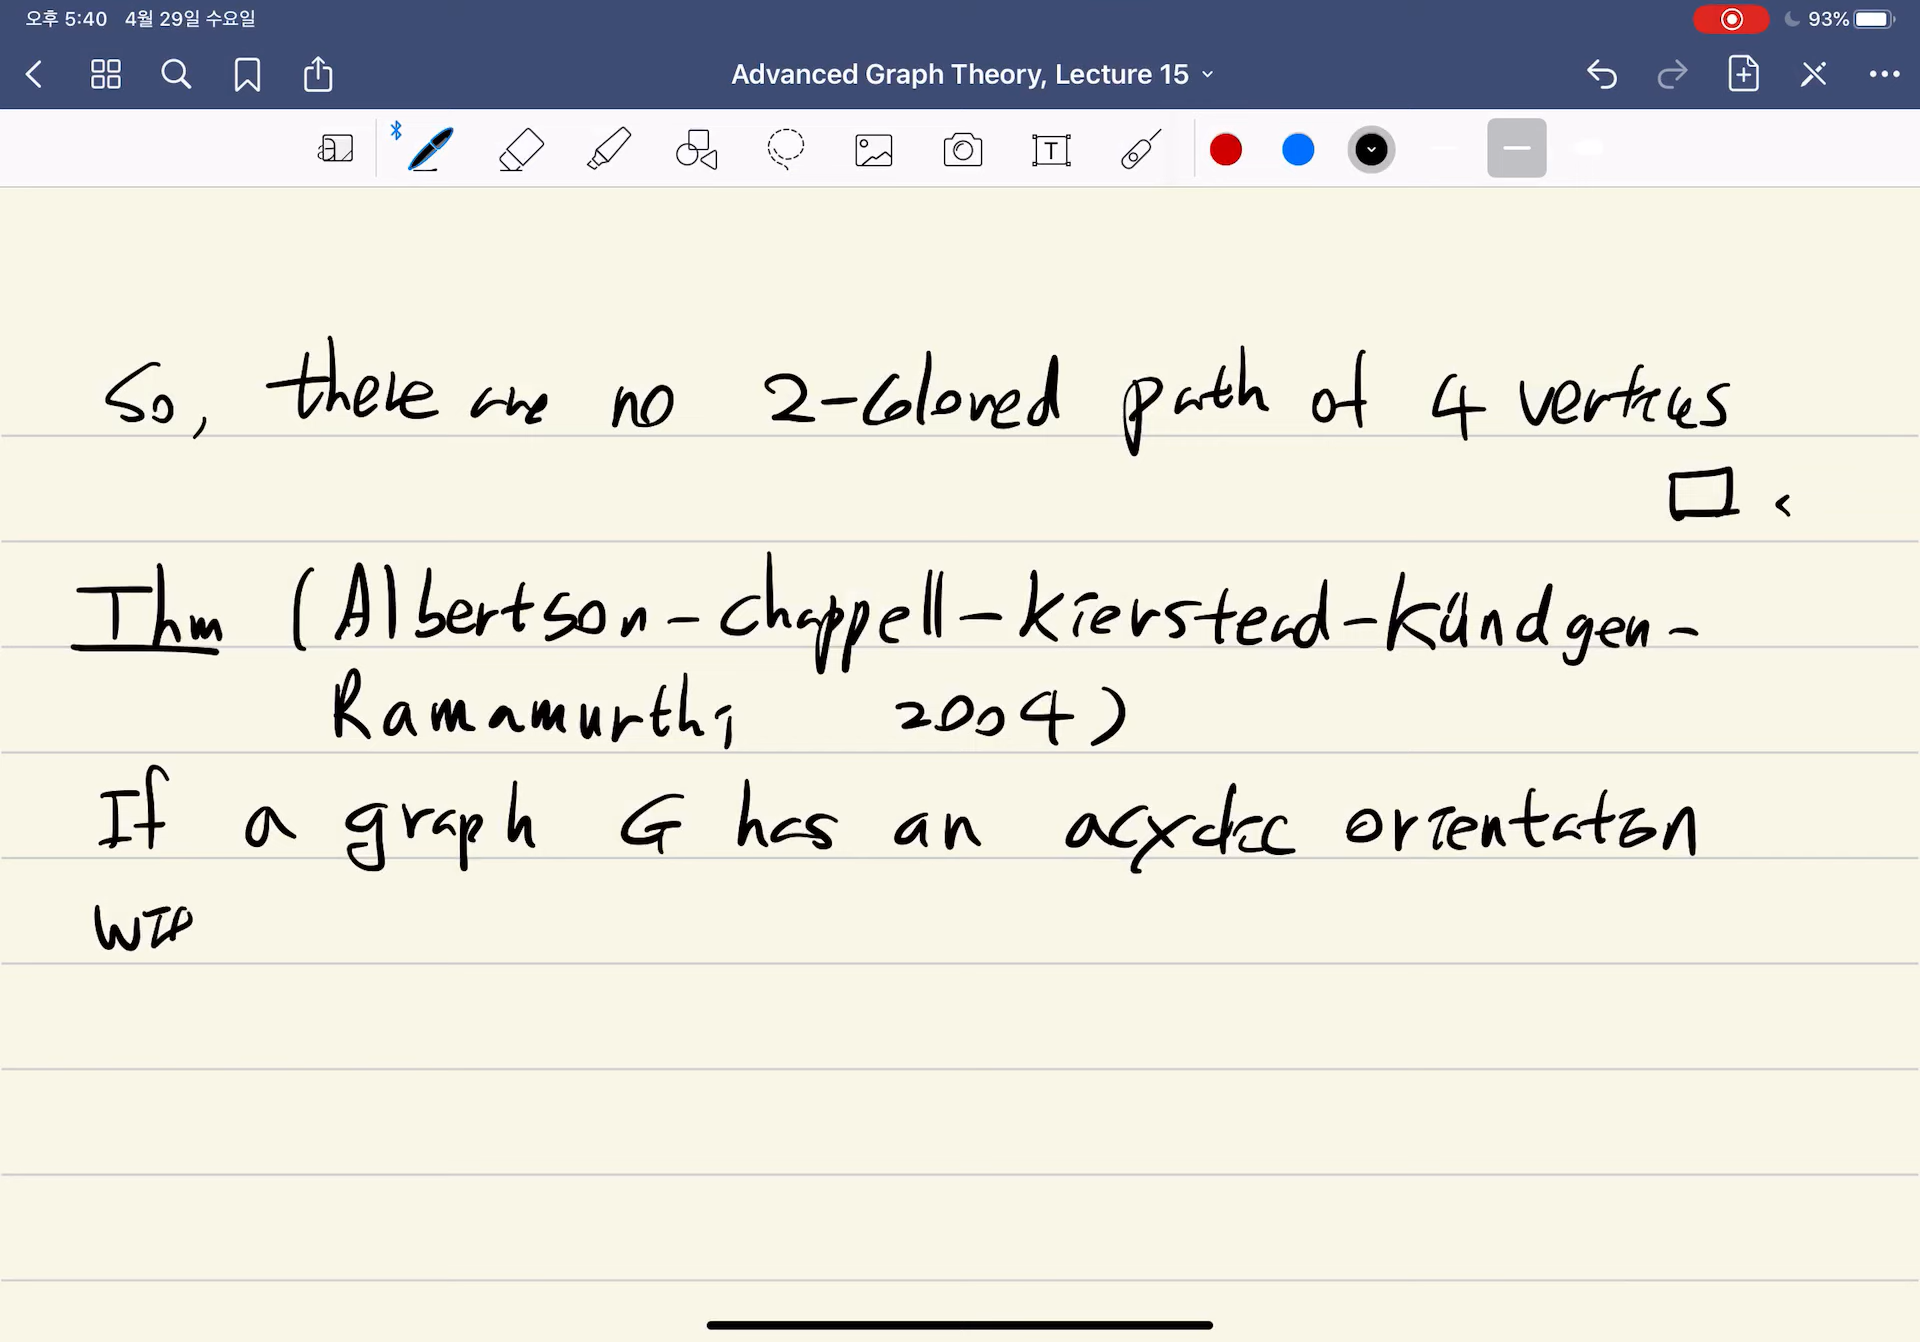 오후 5:40 4월 29일 수요일 93%
Advanced Graph Theory, Lecture 15
So, there are no 2-colored path of 4 vertices
Thm (Albertson-Chappell-Kierstead-Kündgen-
Ramamurthi 2004)
If a graph G has an acyclic orientation